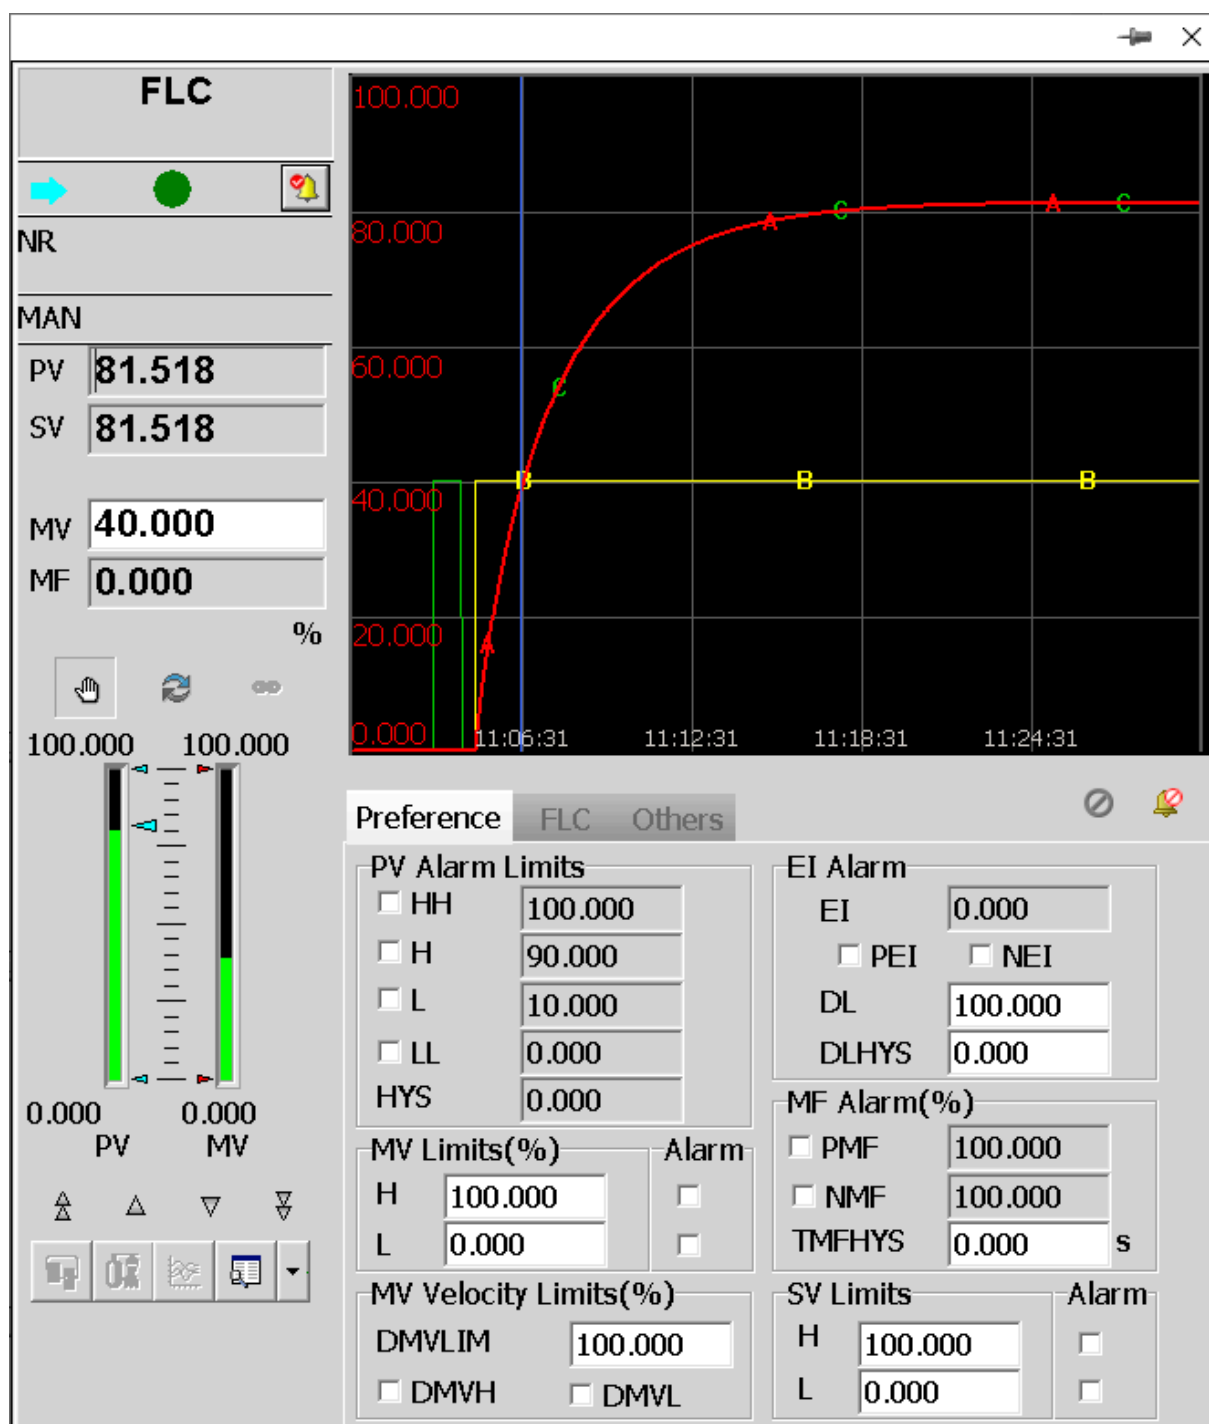 FLC
NR
MAN
PV 81.518
SV 81.518
MV 40.000
MF 0.000
%
100.000 100.000
0.000 0.000
PV MV
100.000
80.000
60.000
40.000
20.000
0.000
A A A
B B B
C C C
11:06:31 11:12:31 11:18:31 11:24:31
Preference FLC Others
PV Alarm Limits
HH 100.000
H 90.000
L 10.000
LL 0.000
HYS 0.000
MV Limits(%) Alarm
H 100.000
L 0.000
MV Velocity Limits(%)
DMVLIM 100.000
DMVH DMVL
EI Alarm
EI 0.000
PEI NEI
DL 100.000
DLHYS 0.000
MF Alarm(%)
PMF 100.000
NMF 100.000
TMFHYS 0.000 s
SV Limits Alarm
H 100.000
L 0.000